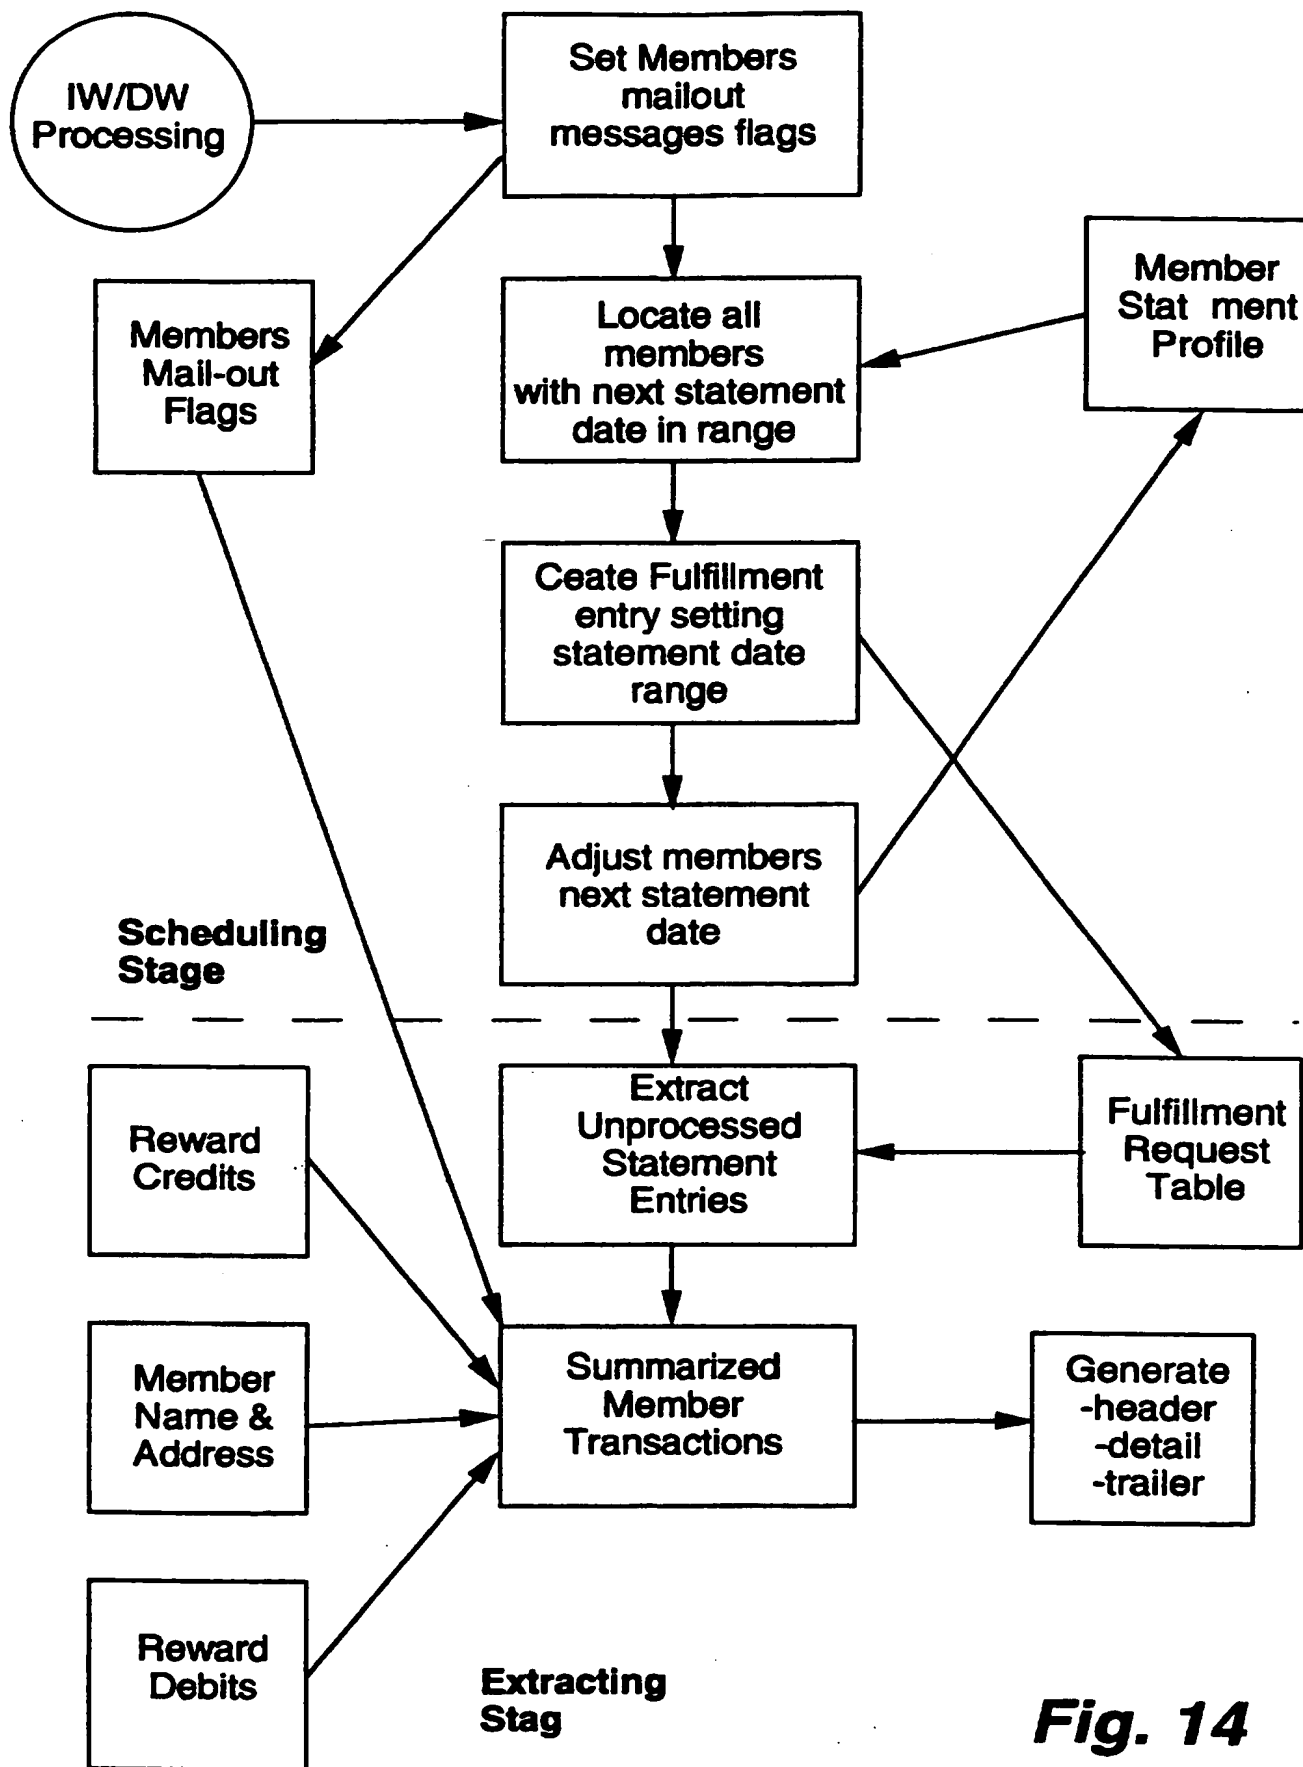 IW/DW
Processing
Set Members
mailout
messages flags
Members
Mail-out
Flags
Locate all
members
with next statement
date in range
Member
Stat ment
Profile
Ceate Fulfillment
entry setting
statement date
range
Adjust members
next statement
date
Scheduling
Stage
Reward
Credits
Extract
Unprocessed
Statement
Entries
Fulfillment
Request
Table
Member
Name &
Address
Summarized
Member
Transactions
Generate
-header
-detail
-trailer
Reward
Debits
Extracting
Stag
Fig. 14